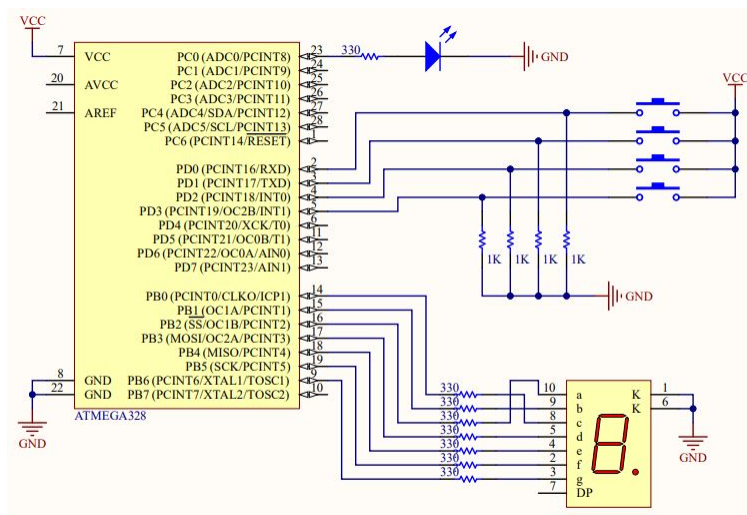 VCC
7 VCC
20 AVCC
21 AREF
8 GND
22 GND
GND
ATMEGA328
PC0 (ADC0/PCINT8) 23
PC1 (ADC1/PCINT9) 24
PC2 (ADC2/PCINT10) 25
PC3 (ADC3/PCINT11) 26
PC4 (ADC4/SDA/PCINT12) 27
PC5 (ADC5/SCL/PCINT13) 28
PC6 (PCINT14/RESET) 1
PD0 (PCINT16/RXD) 2
PD1 (PCINT17/TXD) 3
PD2 (PCINT18/INT0) 4
PD3 (PCINT19/OC2B/INT1) 5
PD4 (PCINT20/XCK/T0) 6
PD5 (PCINT21/OC0B/T1) 11
PD6 (PCINT22/OC0A/AIN0) 12
PD7 (PCINT23/AIN1) 13
PB0 (PCINT0/CLKO/ICP1) 14
PB1 (OC1A/PCINT1) 15
PB2 (SS/OC1B/PCINT2) 16
PB3 (MOSI/OC2A/PCINT3) 17
PB4 (MISO/PCINT4) 18
PB5 (SCK/PCINT5) 19
PB6 (PCINT6/XTAL1/TOSC1) 9
PB7 (PCINT7/XTAL2/TOSC2) 10
330
GND
VCC
1K 1K 1K 1K
GND
330 10 a K 1
330 9 b K 6
330 8 c
330 5 d
330 4 e
330 2 f
330 3 g
7 DP
8.
GND